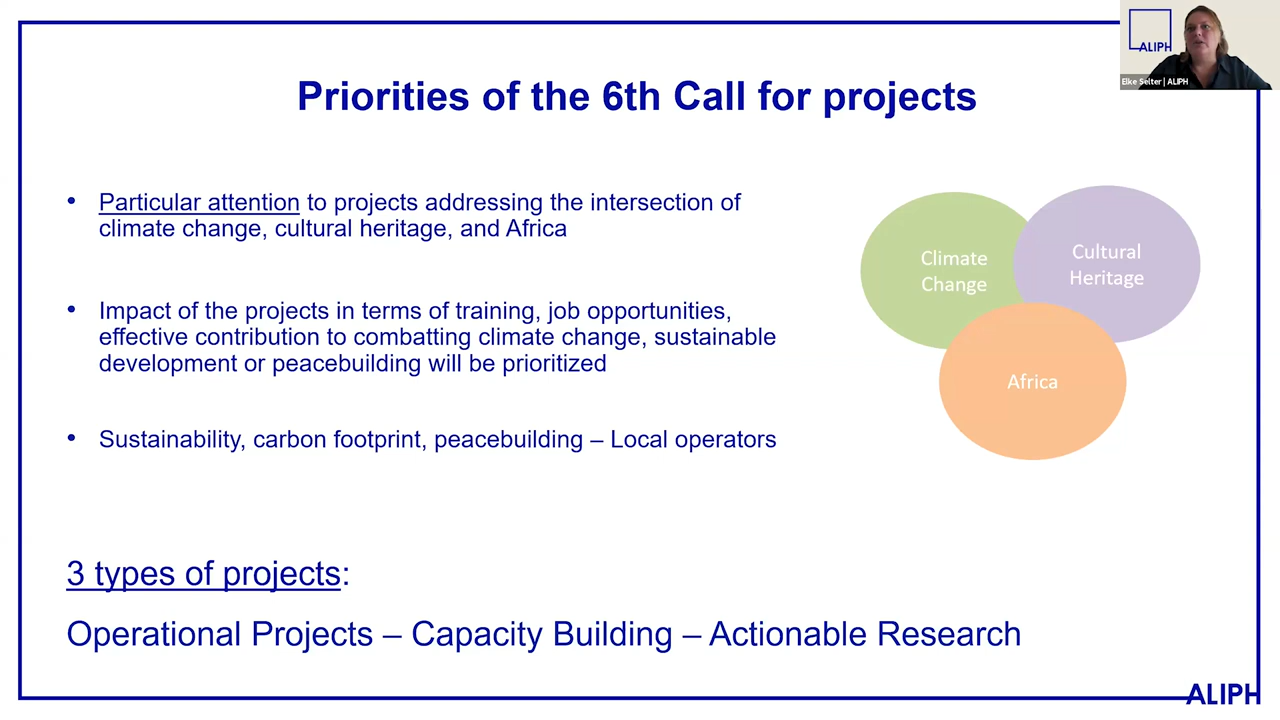 ALIPH
Elke Selter | ALIPH
Priorities of the 6th Call for projects
• Particular attention to projects addressing the intersection of
climate change, cultural heritage, and Africa
• Impact of the projects in terms of training, job opportunities,
effective contribution to combatting climate change, sustainable
development or peacebuilding will be prioritized
• Sustainability, carbon footprint, peacebuilding – Local operators
Climate
Change
Cultural
Heritage
Africa
3 types of projects:
Operational Projects – Capacity Building – Actionable Research
ALIPH